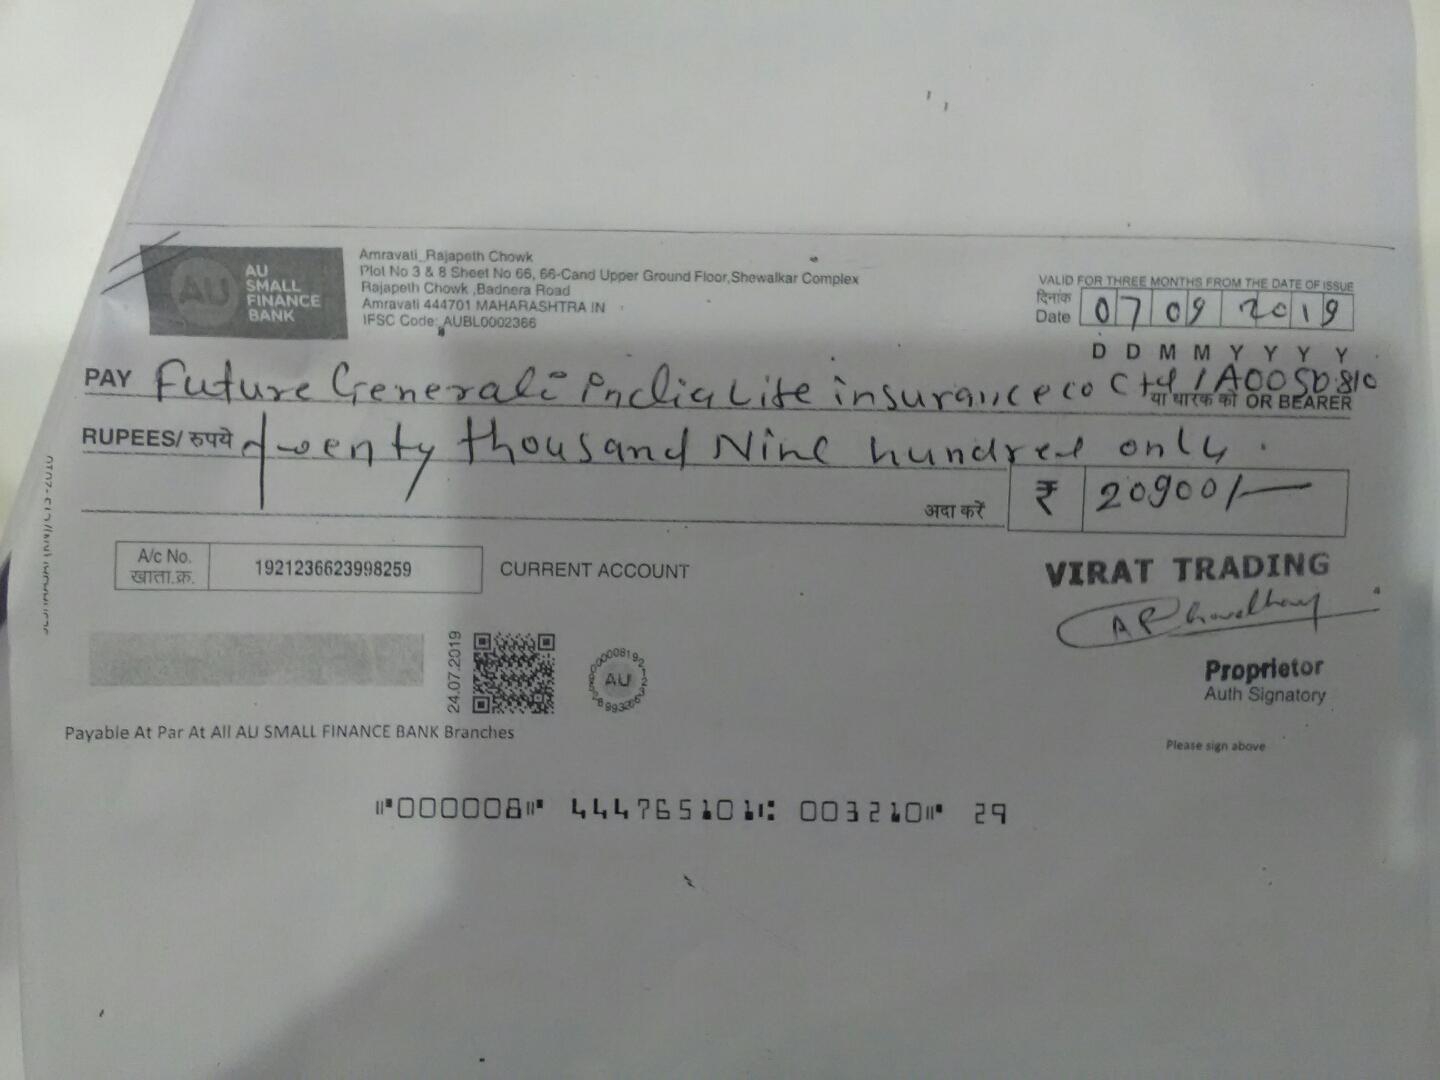 AU
AU
SMALL
FINANCE
BANK
Amravati_Rajapeth Chowk
Plot No 3 & 8 Sheet No 66, 66-Cand Upper Ground Floor,Shewalkar Complex
Rajapeth Chowk ,Badnera Road
Amravati 444701 MAHARASHTRA IN
IFSC Code: AUBL0002366
VALID FOR THREE MONTHS FROM THE DATE OF ISSUE
दिनांक
Date 07 09 2019
D D M M Y Y Y Y
PAY Future Generali india Life insurance co Ltd / A0050810
या धारक को OR BEARER
RUPEES/ रुपये twenty thousand Nine hundred only.
अदा करें ₹ 20900/-
A/c No.
खाता.क्र. 1921236623998259 CURRENT ACCOUNT
VIRAT TRADING
Proprietor
Auth Signatory
24.07.2019
AU
Payable At Par At All AU SMALL FINANCE BANK Branches
Please sign above
⑈000008⑈ 444765101⑆ 003210⑈ 29